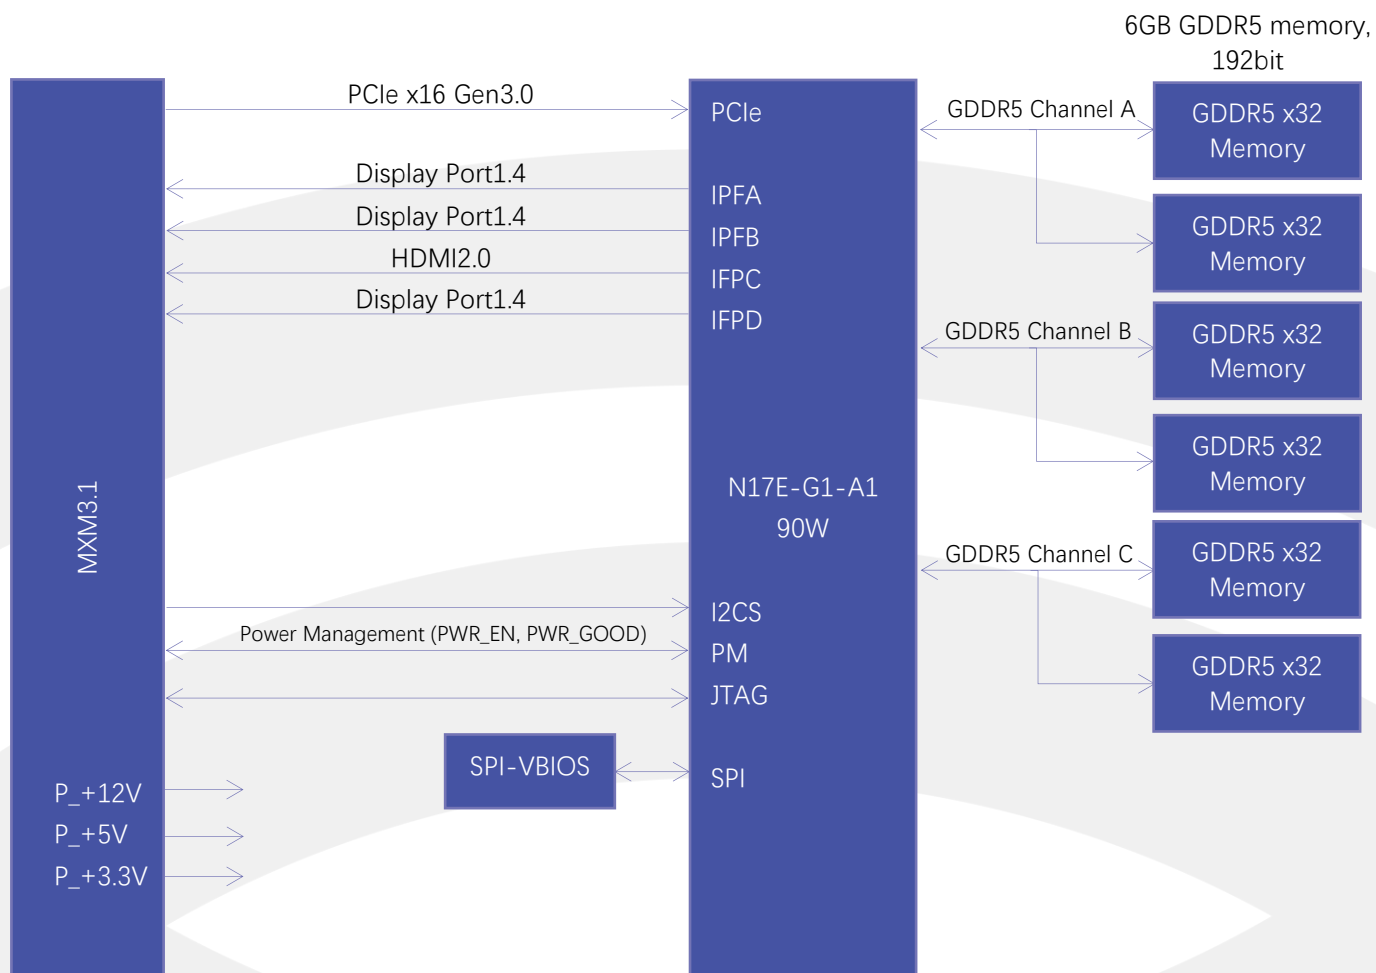 6GB GDDR5 memory,
192bit
PCIe x16 Gen3.0
Display Port1.4
Display Port1.4
HDMI2.0
Display Port1.4
MXM3.1
Power Management (PWR_EN, PWR_GOOD)
SPI-VBIOS
P_+12V
P_+5V
P_+3.3V
PCIe
IPFA
IPFB
IFPC
IFPD
N17E-G1-A1
90W
I2CS
PM
JTAG
SPI
GDDR5 Channel A
GDDR5 Channel B
GDDR5 Channel C
GDDR5 x32
Memory
GDDR5 x32
Memory
GDDR5 x32
Memory
GDDR5 x32
Memory
GDDR5 x32
Memory
GDDR5 x32
Memory